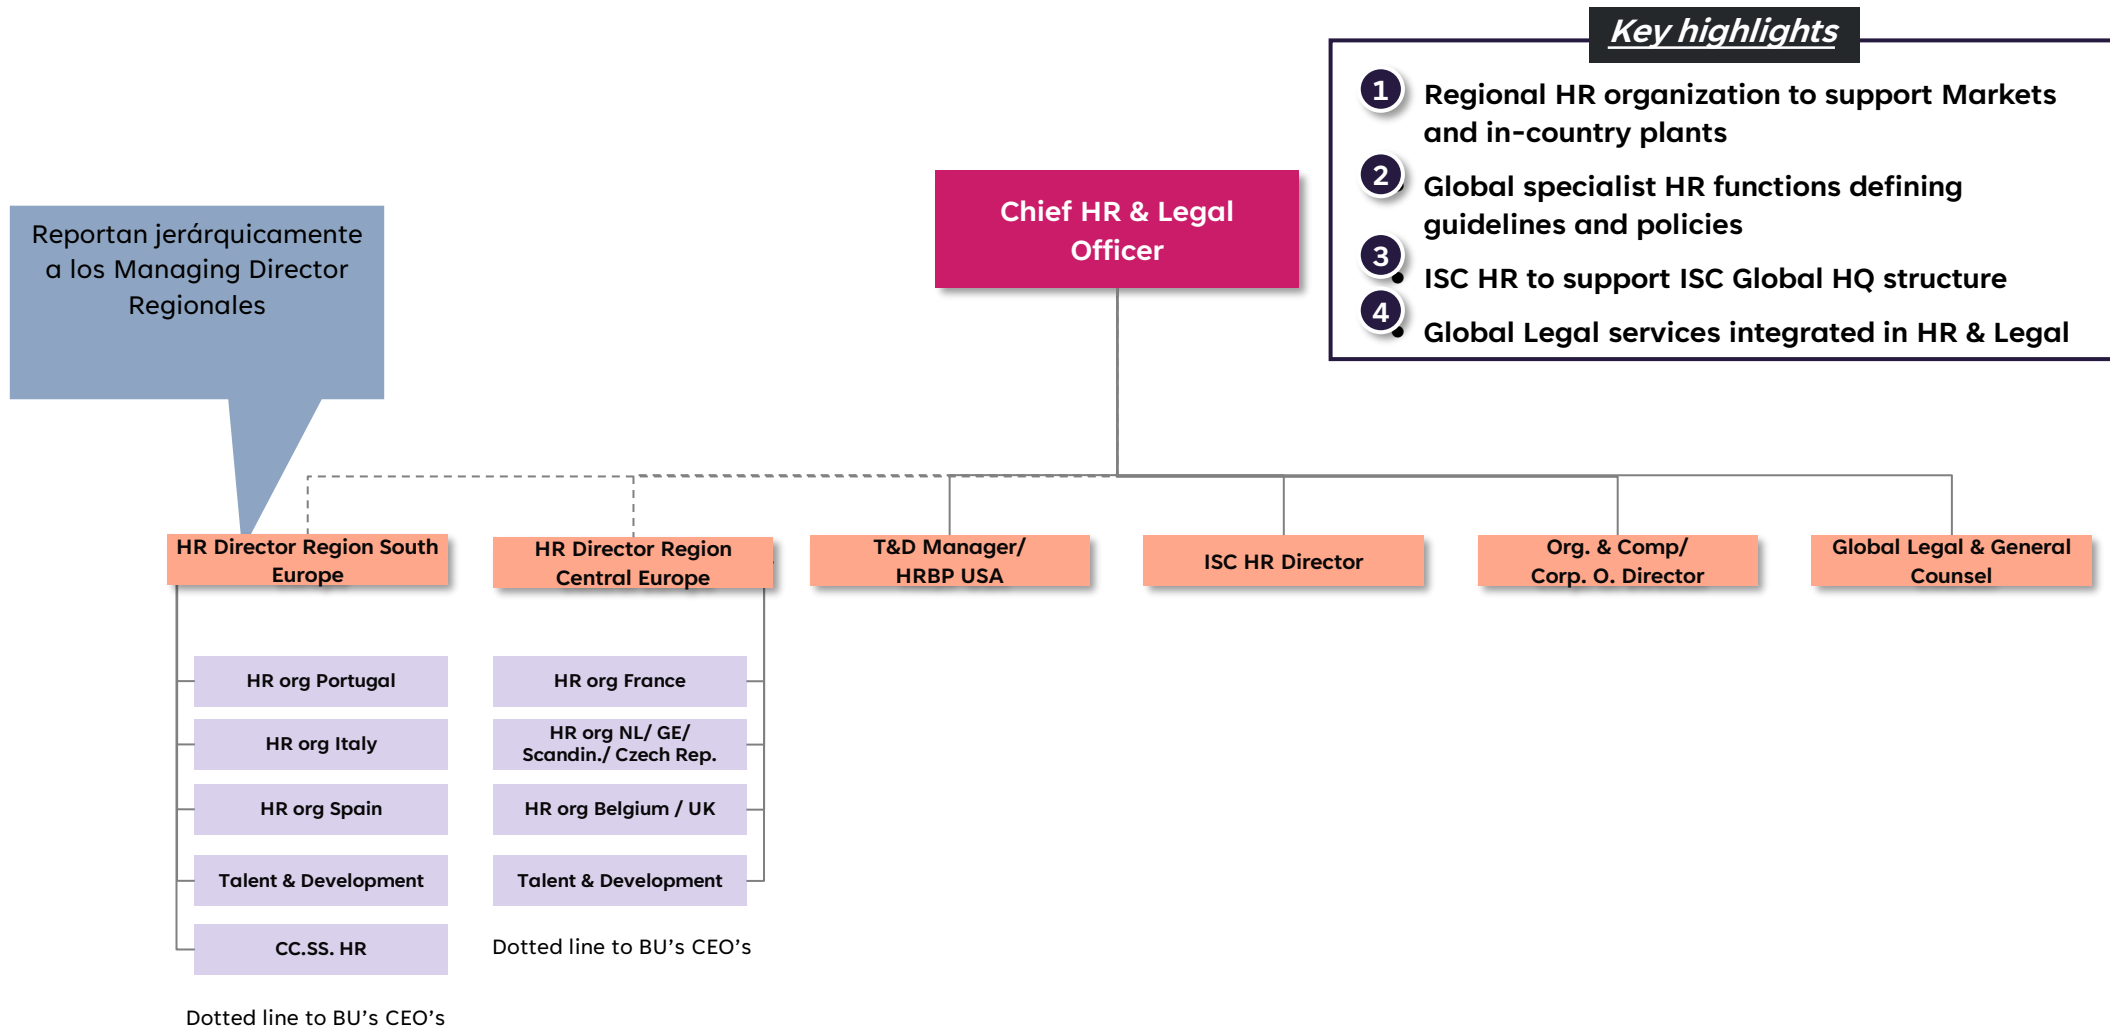 Key highlights
1 Regional HR organization to support Markets
and in-country plants
2 Global specialist HR functions defining
guidelines and policies
3 • ISC HR to support ISC Global HQ structure
4 • Global Legal services integrated in HR & Legal
Chief HR & Legal
Officer
Reportan jerárquicamente
a los Managing Director
Regionales
HR Director Region South
Europe
HR Director Region
Central Europe
T&D Manager/
HRBP USA
ISC HR Director
Org. & Comp/
Corp. O. Director
Global Legal & General
Counsel
HR org Portugal
HR org Italy
HR org Spain
Talent & Development
CC.SS. HR
Dotted line to BU’s CEO’s
HR org France
HR org NL/ GE/
Scandin./ Czech Rep.
HR org Belgium / UK
Talent & Development
Dotted line to BU’s CEO’s